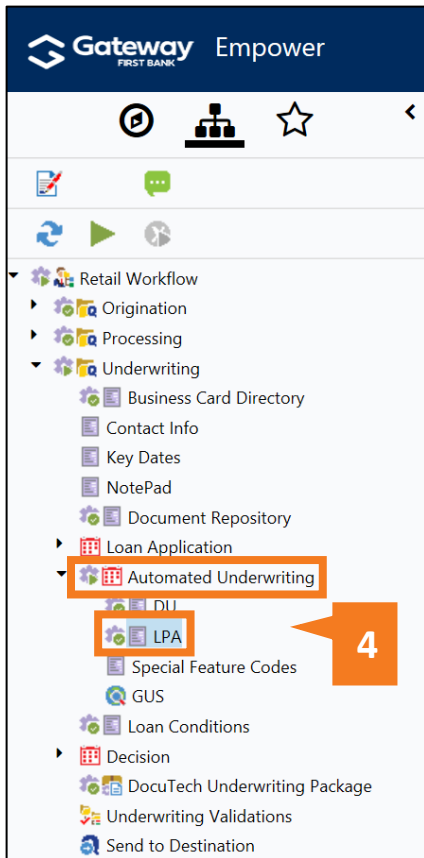 Gateway Empower
FIRST BANK
Retail Workflow
Origination
Processing
Underwriting
Business Card Directory
Contact Info
Key Dates
NotePad
Document Repository
Loan Application
Automated Underwriting
DU
LPA
4
Special Feature Codes
GUS
Loan Conditions
Decision
DocuTech Underwriting Package
Underwriting Validations
Send to Destination